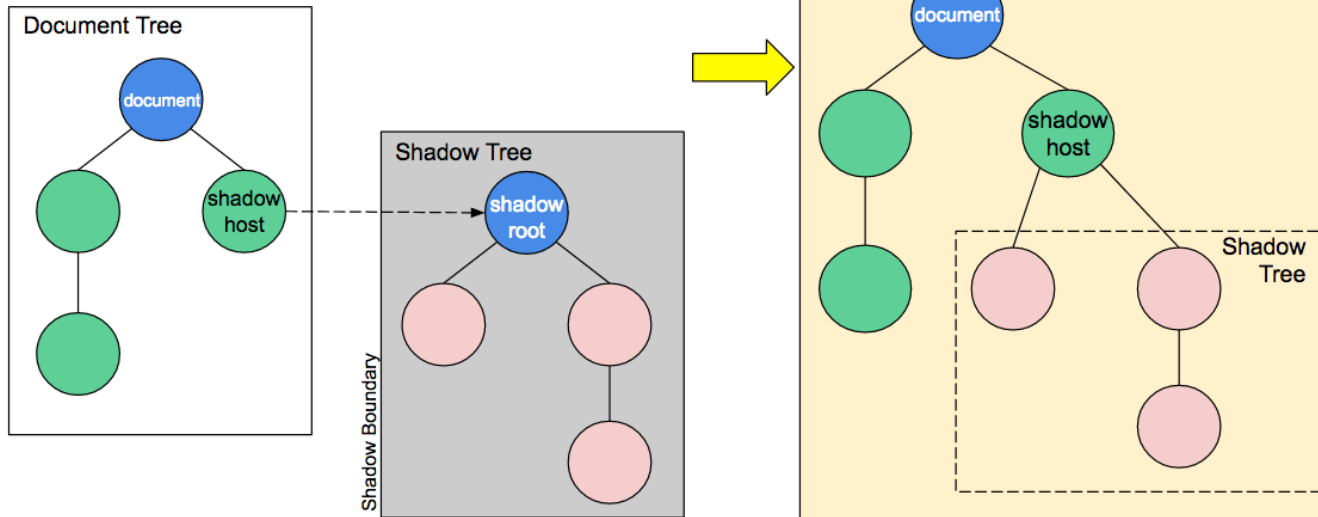 Document Tree
document
shadow
host
Shadow Tree
shadow
root
Shadow Boundary
document
shadow
host
Shadow
Tree